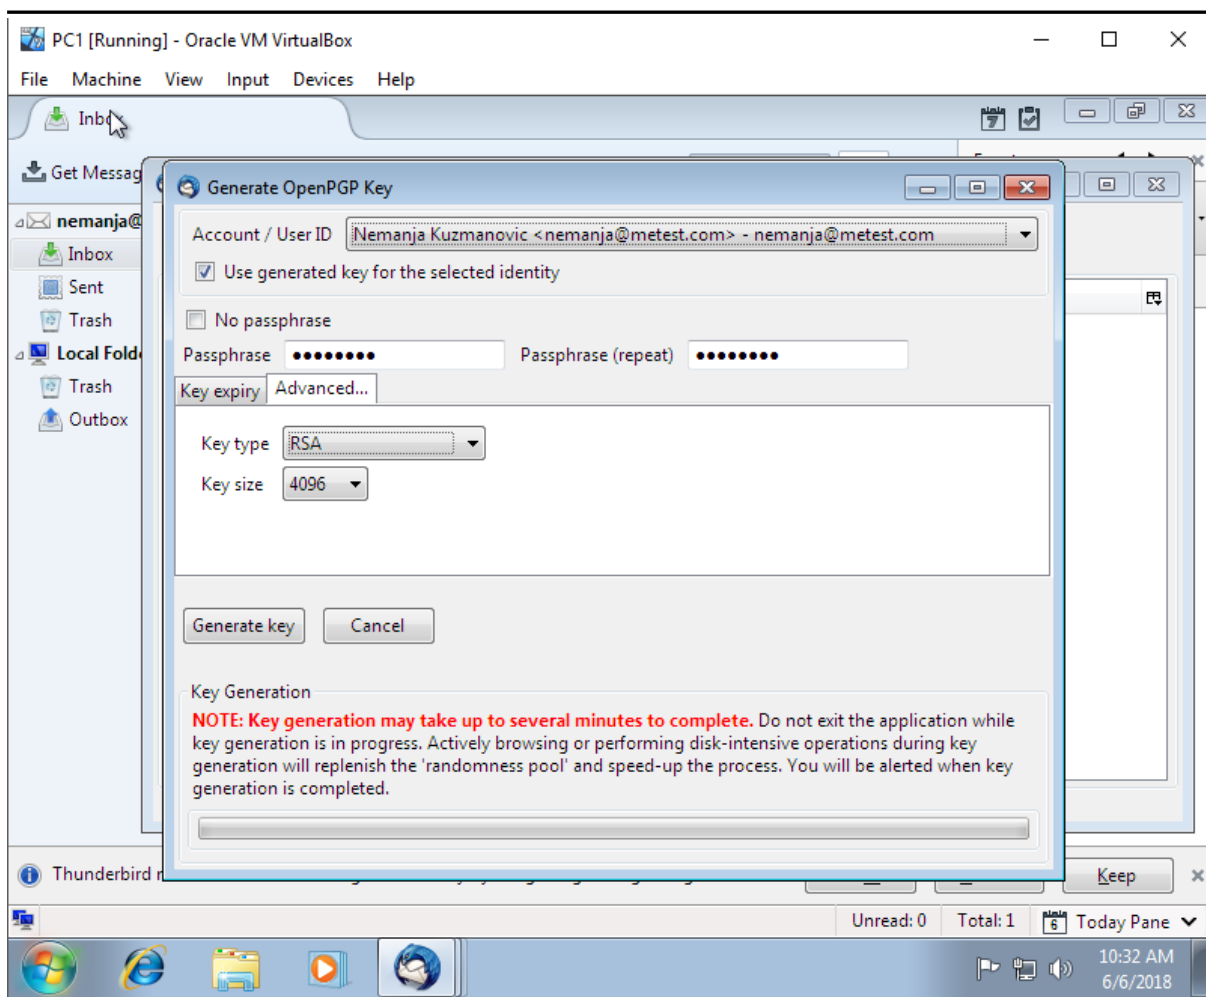 PC1 [Running] - Oracle VM VirtualBox
File Machine View Input Devices Help
Inbox
7
Get Messag
Generate OpenPGP Key
nemanja@
Account / User ID Nemanja Kuzmanovic <nemanja@metest.com> - nemanja@metest.com
Inbox
Use generated key for the selected identity
Sent
Trash
No passphrase
Local Fold
Passphrase Passphrase (repeat)
Trash
Key expiry Advanced...
Outbox
Key type RSA
Key size 4096
Generate key Cancel
Key Generation
NOTE: Key generation may take up to several minutes to complete. Do not exit the application while
key generation is in progress. Actively browsing or performing disk-intensive operations during key
generation will replenish the 'randomness pool' and speed-up the process. You will be alerted when key
generation is completed.
Thunderbird Keep
Unread: 0 Total: 1 6 Today Pane
10:32 AM
6/6/2018